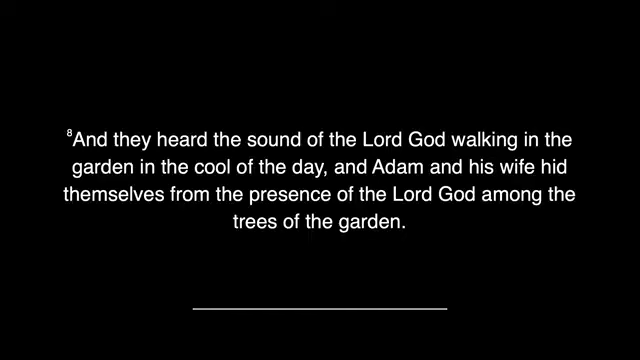 ⁸And they heard the sound of the Lord God walking in the
garden in the cool of the day, and Adam and his wife hid
themselves from the presence of the Lord God among the
trees of the garden.